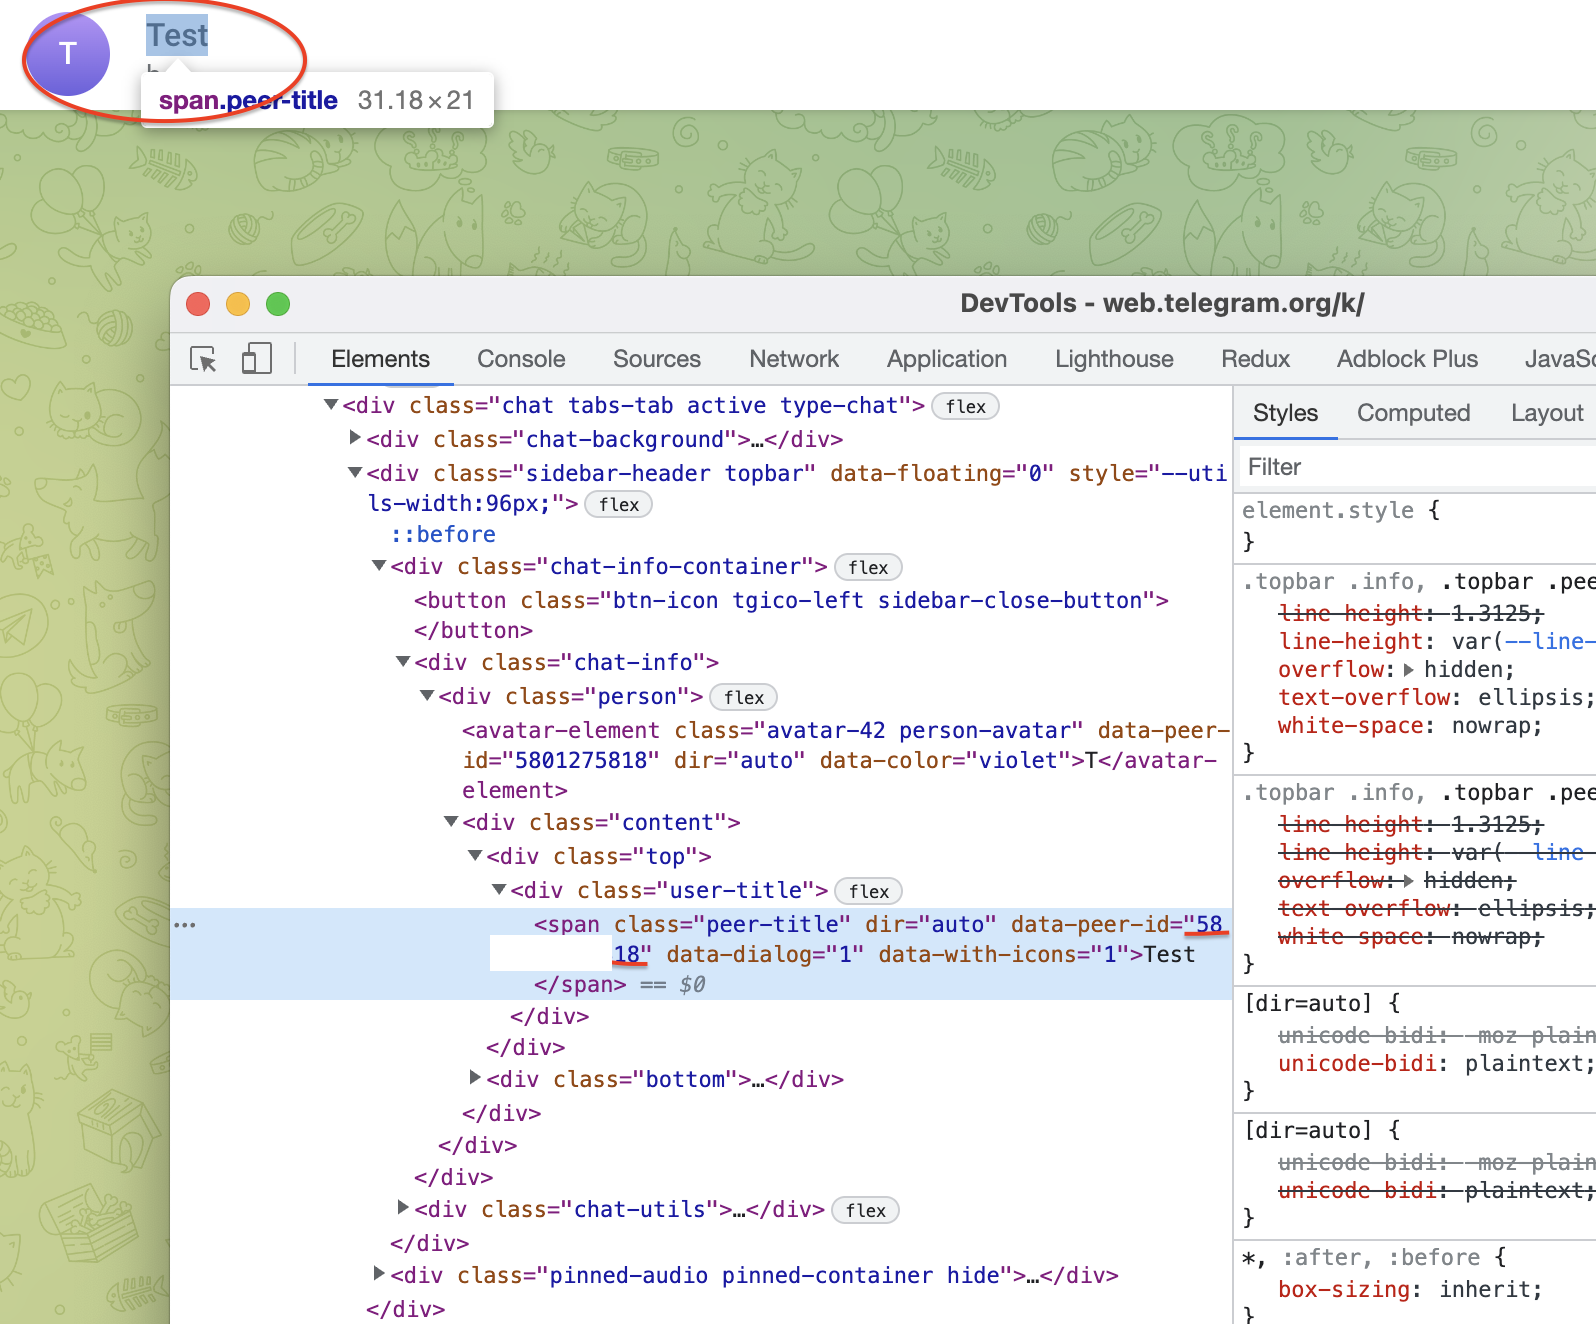 T
Test
span.peer-title 31.18×21
DevTools - web.telegram.org/k/
Elements Console Sources Network Application Lighthouse Redux Adblock Plus
<div class="chat tabs-tab active type-chat"> flex
<div class="chat-background">…</div>
<div class="sidebar-header topbar" data-floating="0" style="--uti
ls-width:96px;"> flex
::before
<div class="chat-info-container"> flex
<button class="btn-icon tgico-left sidebar-close-button">
</button>
<div class="chat-info">
<div class="person"> flex
<avatar-element class="avatar-42 person-avatar" data-peer-
id="5801275818" dir="auto" data-color="violet">T</avatar-
element>
<div class="content">
<div class="top">
<div class="user-title"> flex
<span class="peer-title" dir="auto" data-peer-id="58
18" data-dialog="1" data-with-icons="1">Test
</span> == $0
</div>
</div>
<div class="bottom">…</div>
</div>
</div>
</div>
<div class="chat-utils">…</div> flex
</div>
<div class="pinned-audio pinned-container hide">…</div>
</div>
Styles Computed Layout
Filter
element.style {
}
.topbar .info, .topbar .pee
line-height: 1.3125;
line-height: var(--line-
overflow: hidden;
text-overflow: ellipsis;
white-space: nowrap;
}
.topbar .info, .topbar .pee
line-height: 1.3125;
line-height: var(--line-
overflow: hidden;
text-overflow: ellipsis;
white-space: nowrap;
}
[dir=auto] {
unicode-bidi: -moz-plain
unicode-bidi: plaintext;
}
[dir=auto] {
unicode-bidi: -moz-plain
unicode-bidi: plaintext;
}
*, :after, :before {
box-sizing: inherit;
}